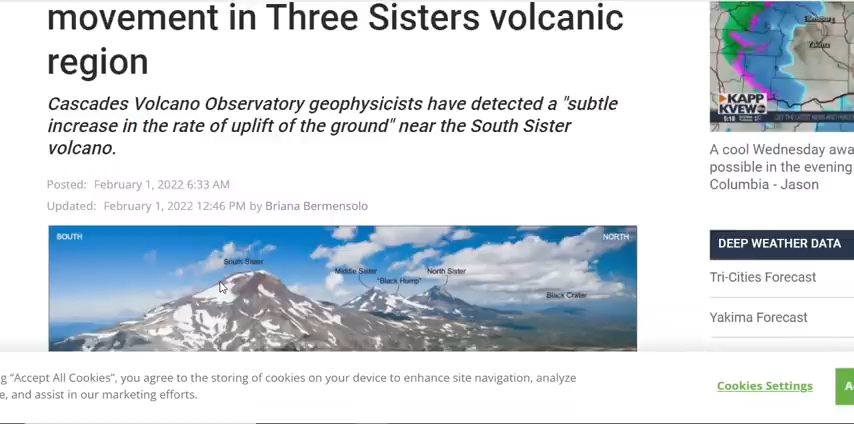 movement in Three Sisters volcanic
region
Cascades Volcano Observatory geophysicists have detected a "subtle
increase in the rate of uplift of the ground" near the South Sister
volcano.
Posted: February 1, 2022 6:33 AM
Updated: February 1, 2022 12:46 PM by Briana Bermensolo
SOUTH
NORTH
South Sister
Middle Sister
"Black Hump"
North Sister
Black Crater
Yakima
KAPP
KVEW
5:18
A cool Wednesday awa
possible in the evening
Columbia - Jason
DEEP WEATHER DATA
Tri-Cities Forecast
Yakima Forecast
g “Accept All Cookies”, you agree to the storing of cookies on your device to enhance site navigation, analyze
e, and assist in our marketing efforts.
Cookies Settings
A